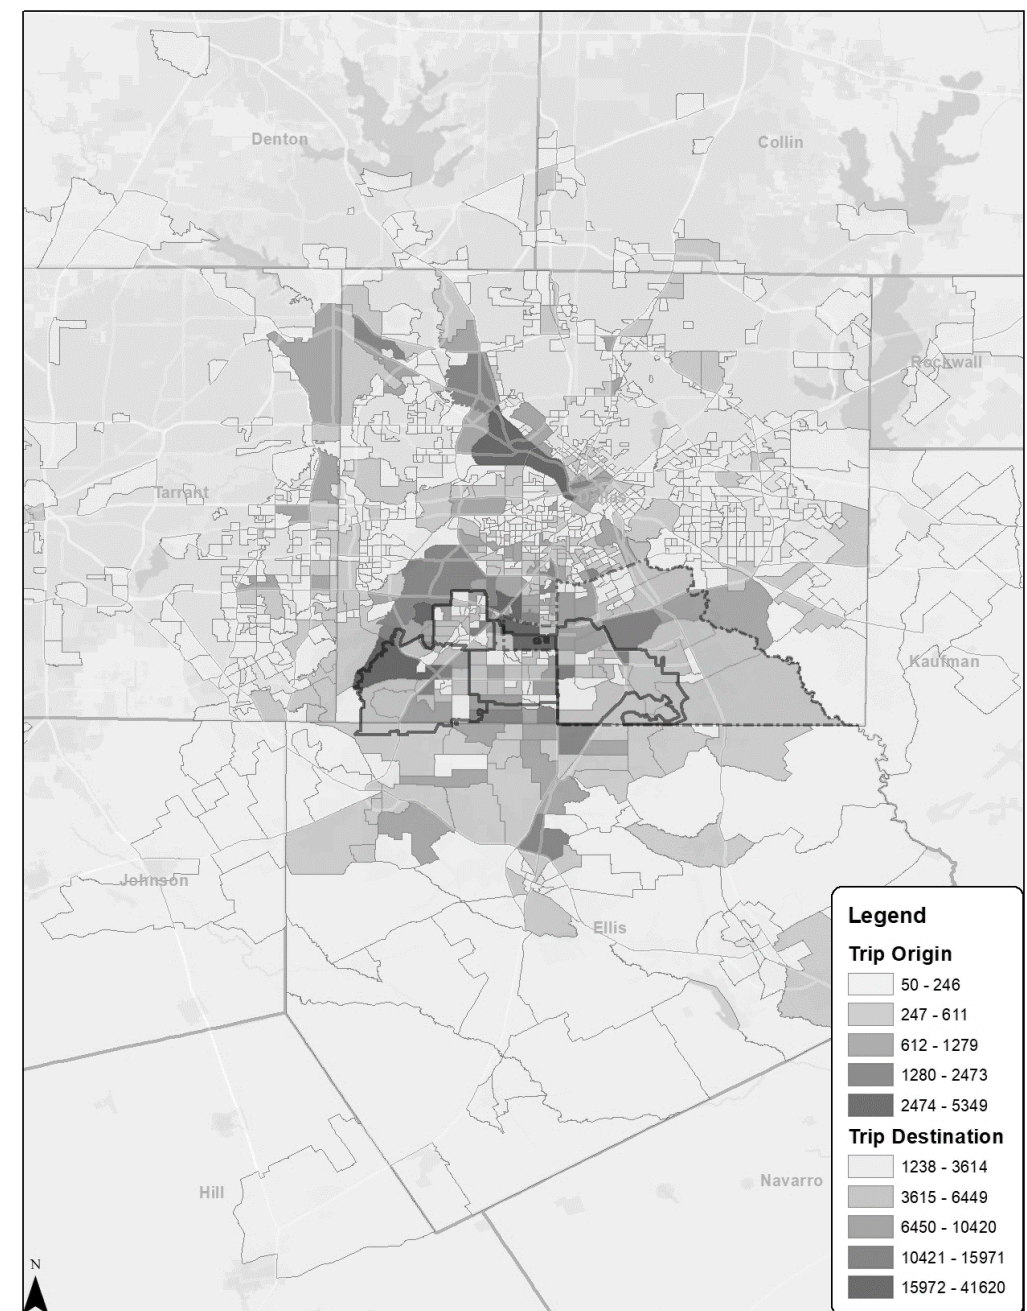 Denton
Collin
Rockwall
Tarrant
Dallas
Kaufman
Johnson
Ellis
Hill
Navarro
N
Legend
Trip Origin
50 - 246
247 - 611
612 - 1279
1280 - 2473
2474 - 5349
Trip Destination
1238 - 3614
3615 - 6449
6450 - 10420
10421 - 15971
15972 - 41620